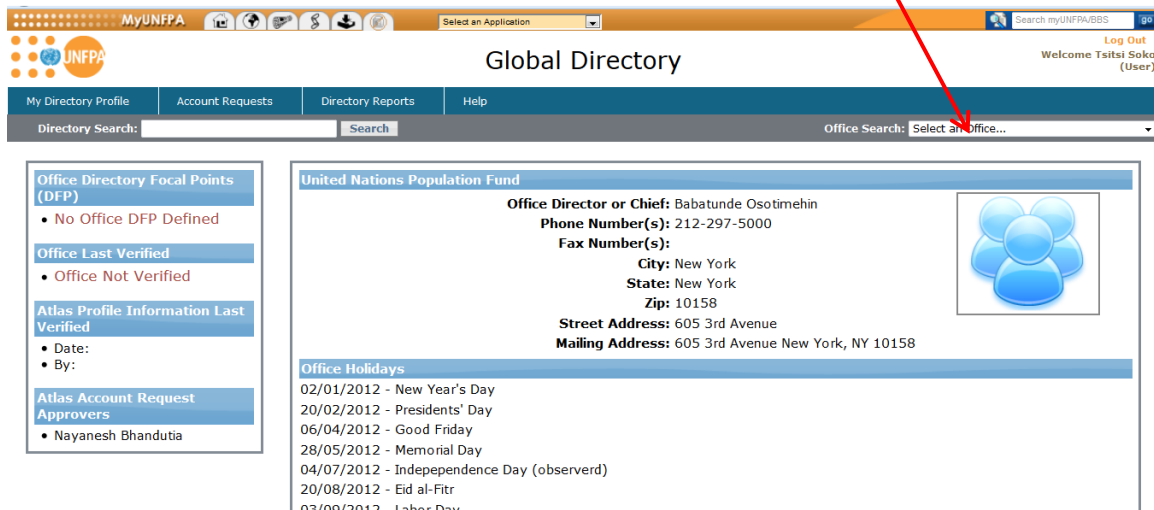 MyUNFPA
Select an Application
Search myUNFPA/BBS
go
UNFPA
Global Directory
Log Out
Welcome Tsitsi Soko
(User)
My Directory Profile Account Requests Directory Reports Help
Directory Search: Search Office Search: Select an Office...
Office Directory Focal Points
(DFP)
• No Office DFP Defined
Office Last Verified
• Office Not Verified
Atlas Profile Information Last
Verified
• Date:
• By:
Atlas Account Request
Approvers
• Nayanesh Bhandutia
United Nations Population Fund
Office Director or Chief: Babatunde Osotimehin
Phone Number(s): 212-297-5000
Fax Number(s):
City: New York
State: New York
Zip: 10158
Street Address: 605 3rd Avenue
Mailing Address: 605 3rd Avenue New York, NY 10158
Office Holidays
02/01/2012 - New Year's Day
20/02/2012 - Presidents' Day
06/04/2012 - Good Friday
28/05/2012 - Memorial Day
04/07/2012 - Indepependence Day (observerd)
20/08/2012 - Eid al-Fitr
03/09/2012 - Labor Day